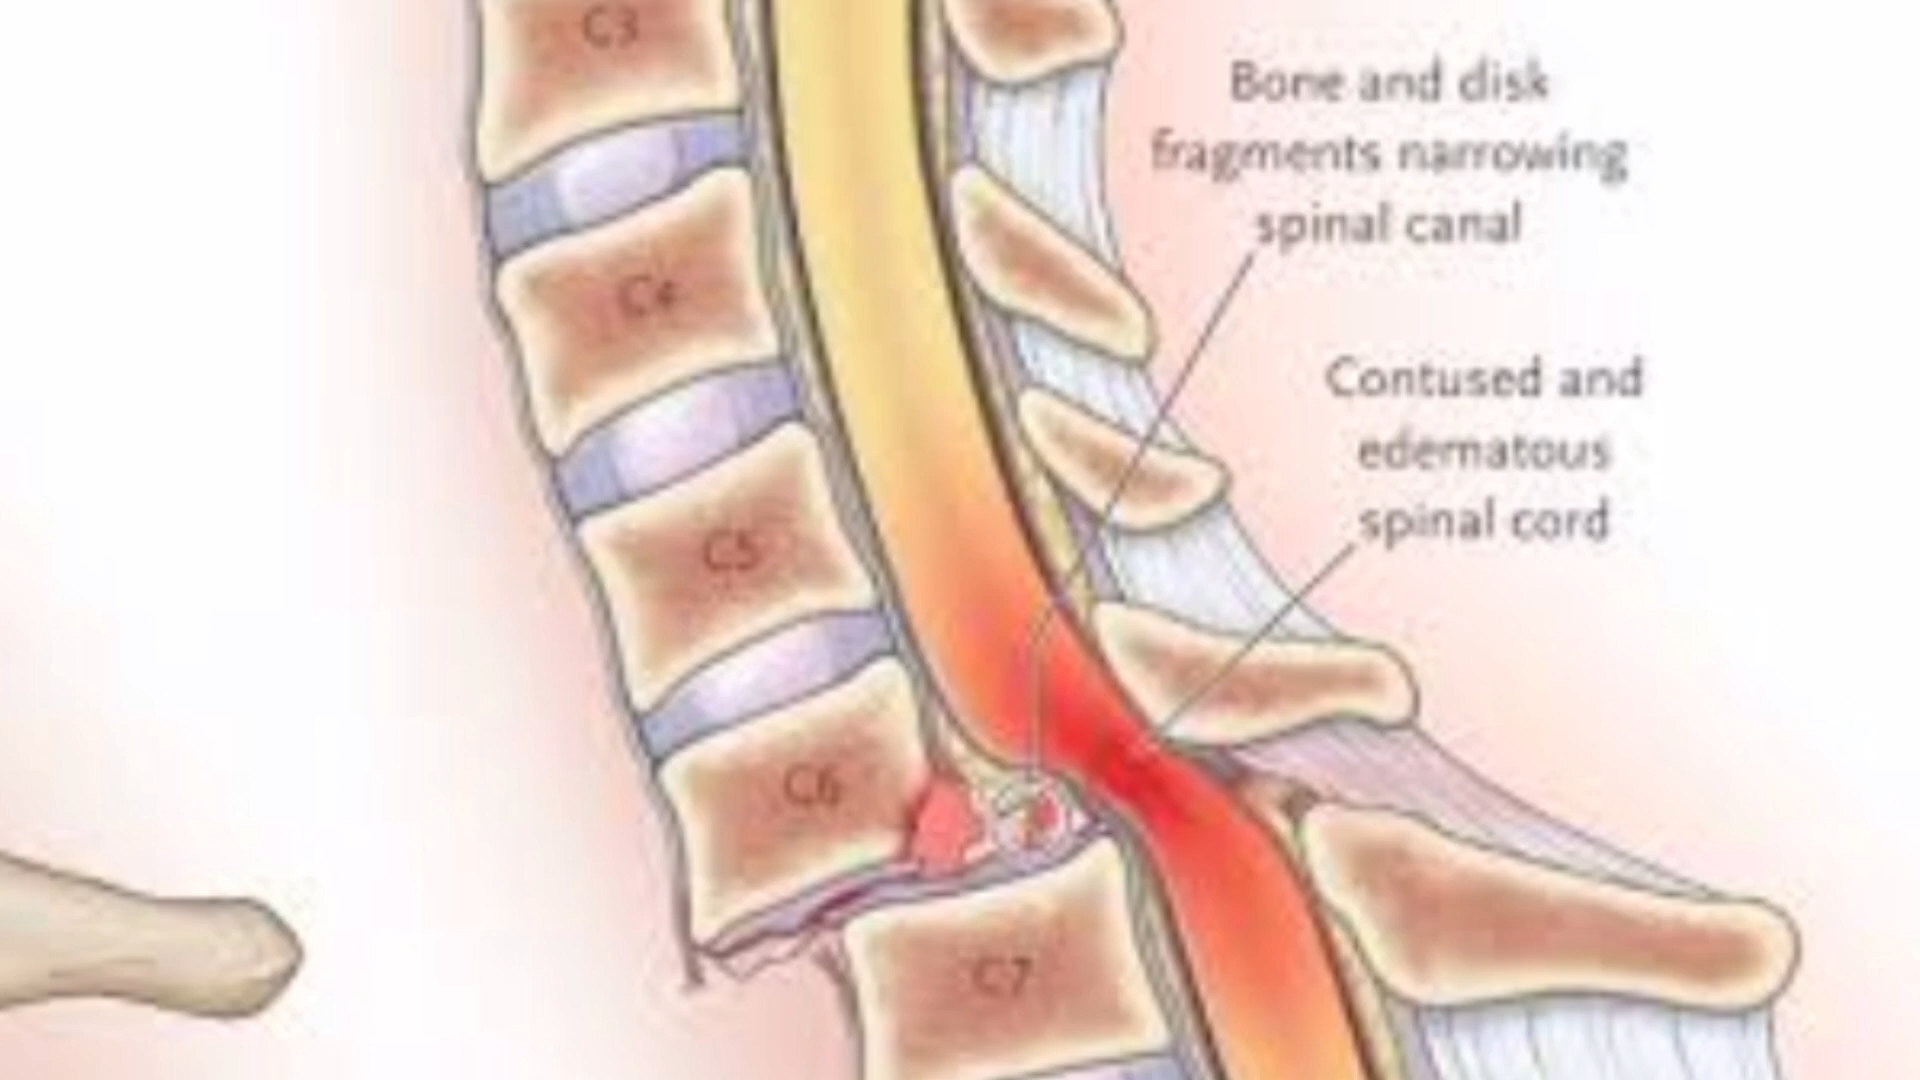 C3
Bone and disk
fragments narrowing
spinal canal
C4
Contused and
edematous
spinal cord
C5
C6
C7